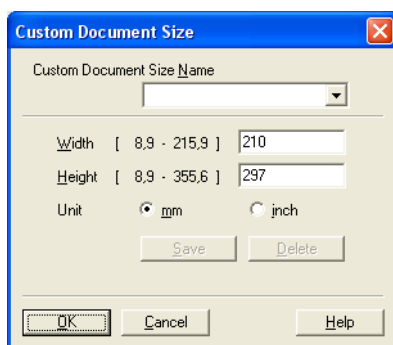 Custom Document Size
Custom Document Size Name
Width [ 8,9 - 215,9 ] 210
Height [ 8,9 - 355,6 ] 297
Unit mm inch
Save Delete
OK Cancel Help